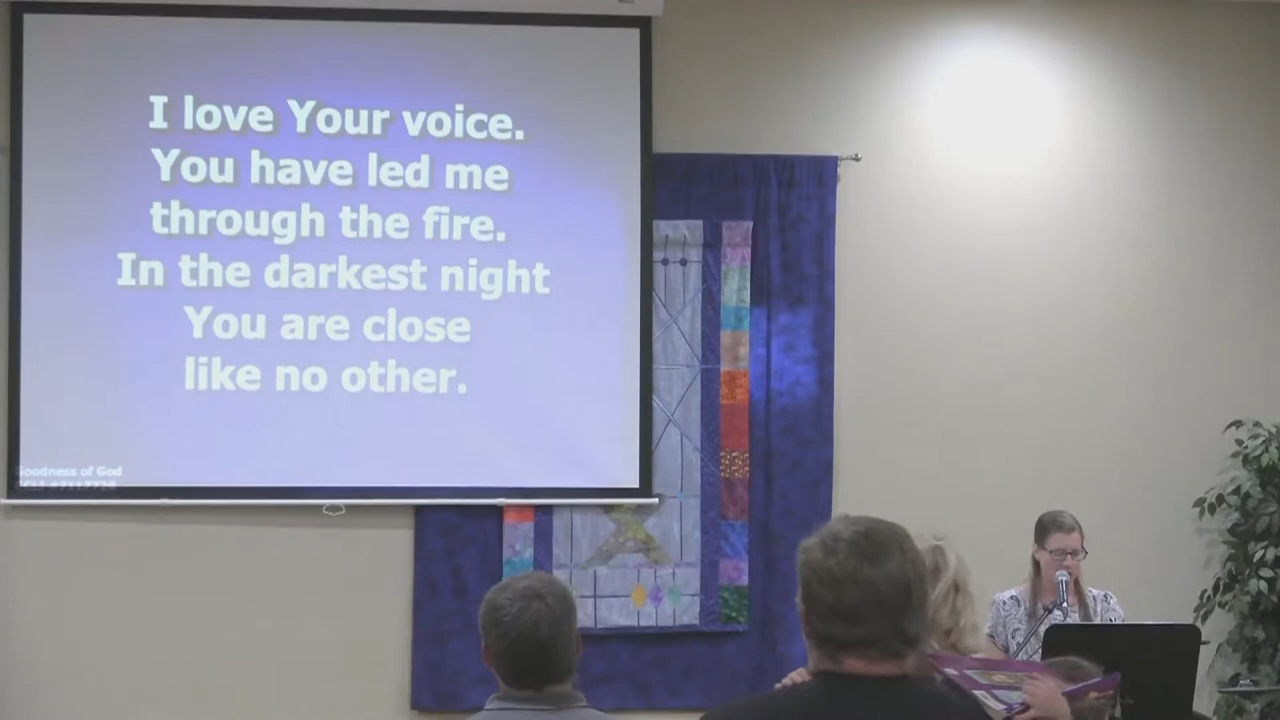 I love Your voice.
You have led me
through the fire.
In the darkest night
You are close
like no other.
Goodness of God